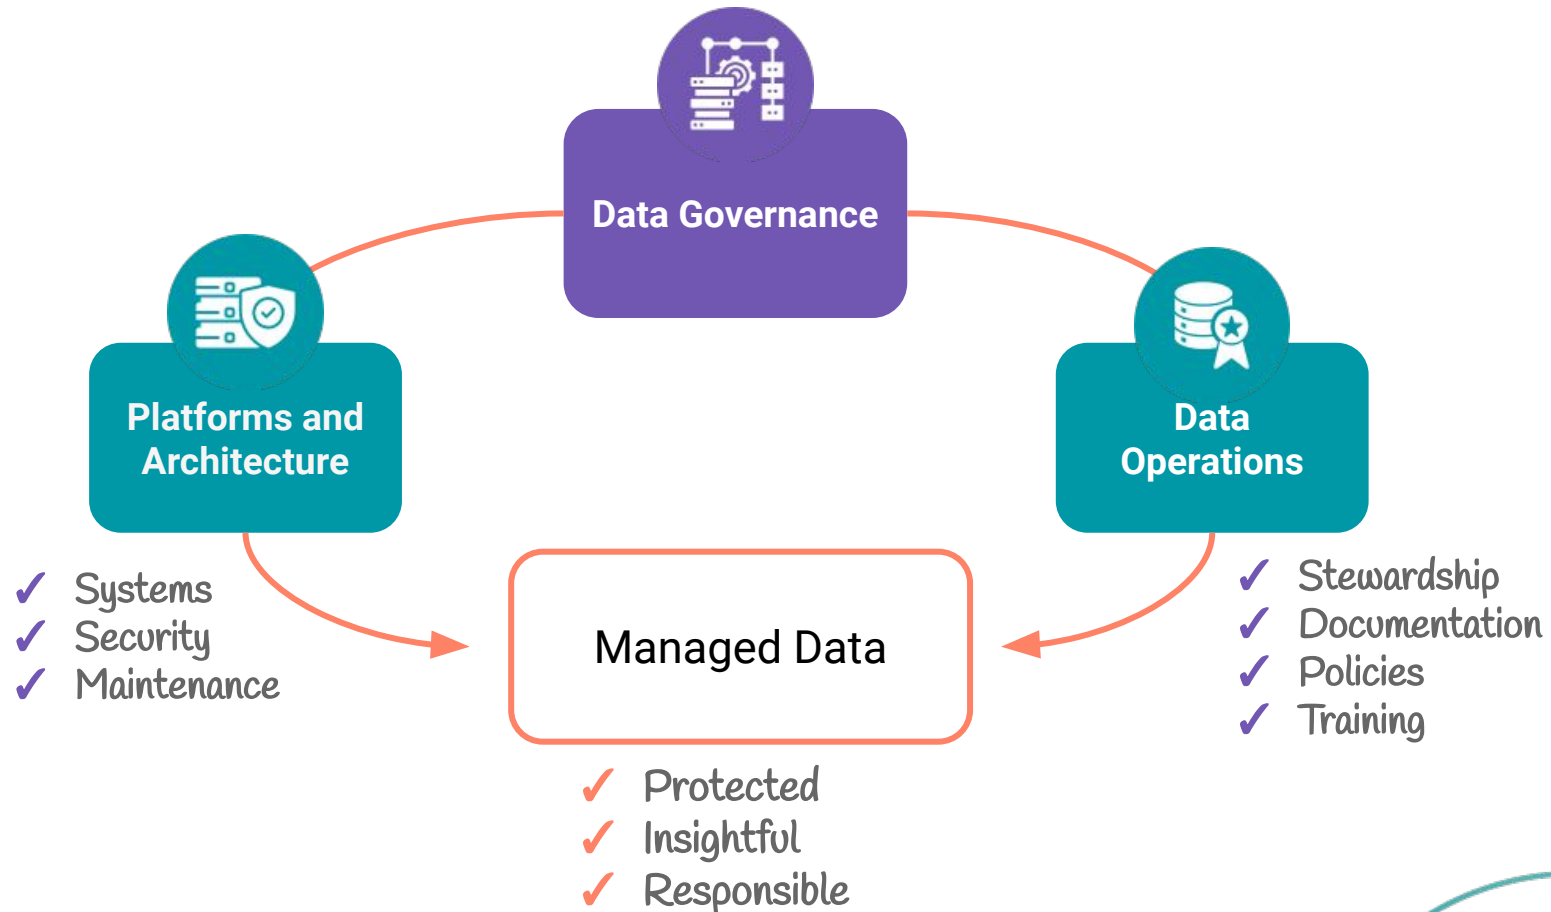 Data Governance
Platforms and
Architecture
Data
Operations
✓ Systems
✓ Security
✓ Maintenance
Managed Data
✓ Stewardship
✓ Documentation
✓ Policies
✓ Training
✓ Protected
✓ Insightful
✓ Responsible